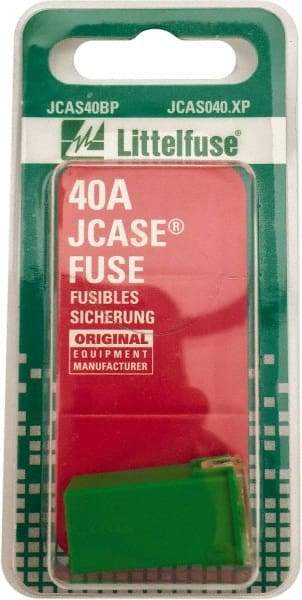 JCAS40BP JCAS040.XP
Littelfuse®
40A
JCASE®
FUSE
FUSIBLES
SICHERUNG
ORIGINAL
EQUIPMENT
MANUFACTURER